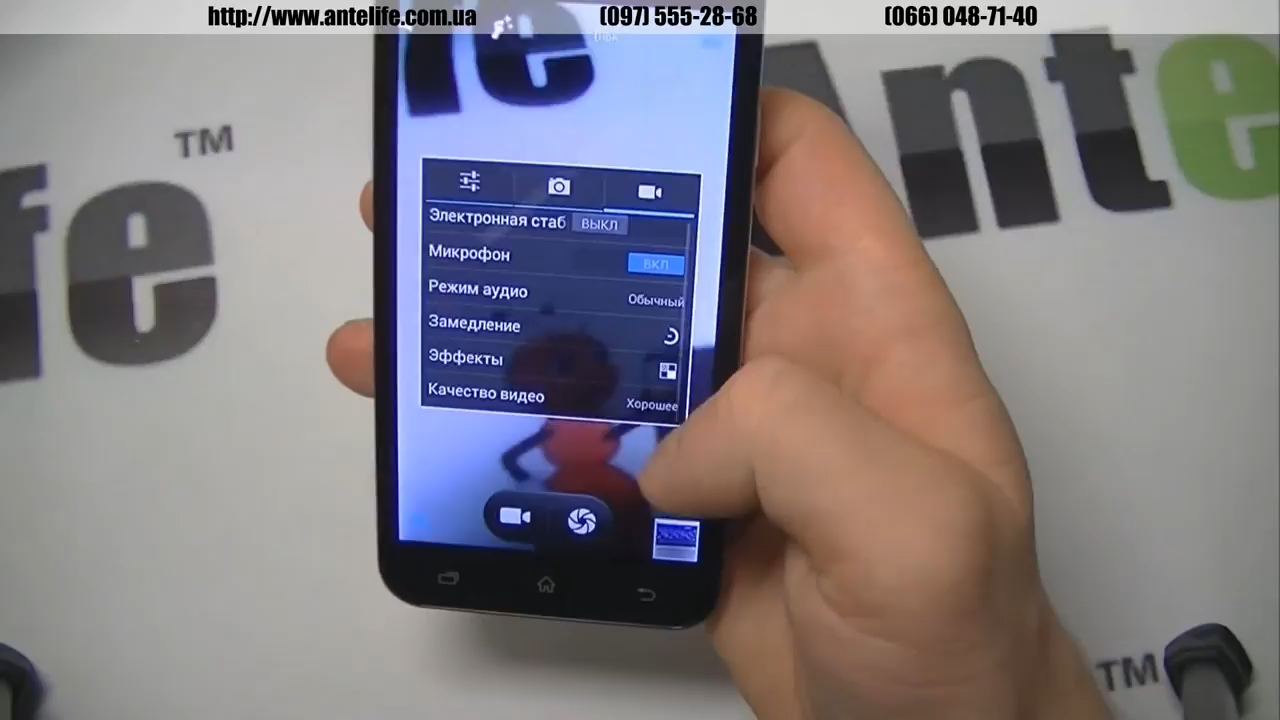 http://www.antelife.com.ua (097) 555-28-68 (066) 048-71-40
fe
Ante
TM
fe
Электронная стаб ВЫКЛ
Микрофон ВКЛ
Режим аудио Обычный
Замедление
Эффекты
Качество видео Хорошее
TM